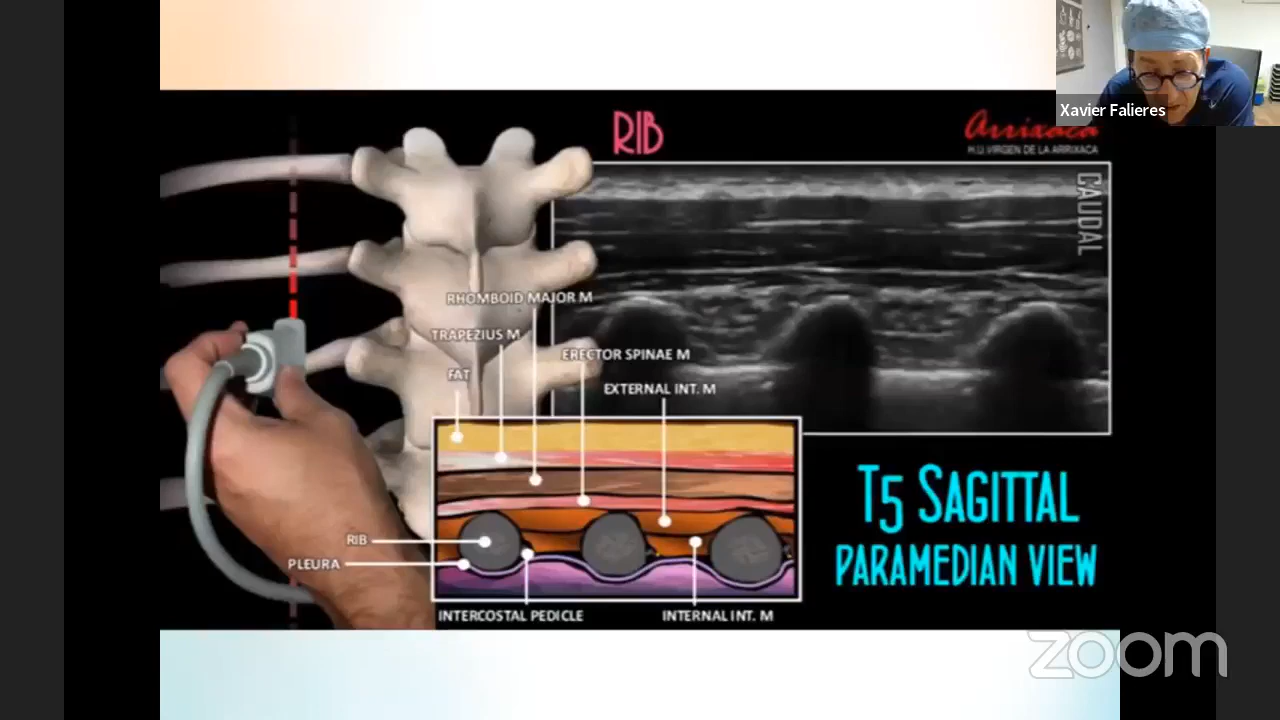 Xavier Falieres
RIB
Arrixaca
H.U. VIRGEN DE LA ARRIXACA
CAUDAL
RHOMBOID MAJOR M
TRAPEZIUS M
ERECTOR SPINAE M
FAT
EXTERNAL INT. M
RIB
PLEURA
INTERCOSTAL PEDICLE
INTERNAL INT. M
T5 SAGITTAL
PARAMEDIAN VIEW
zoom